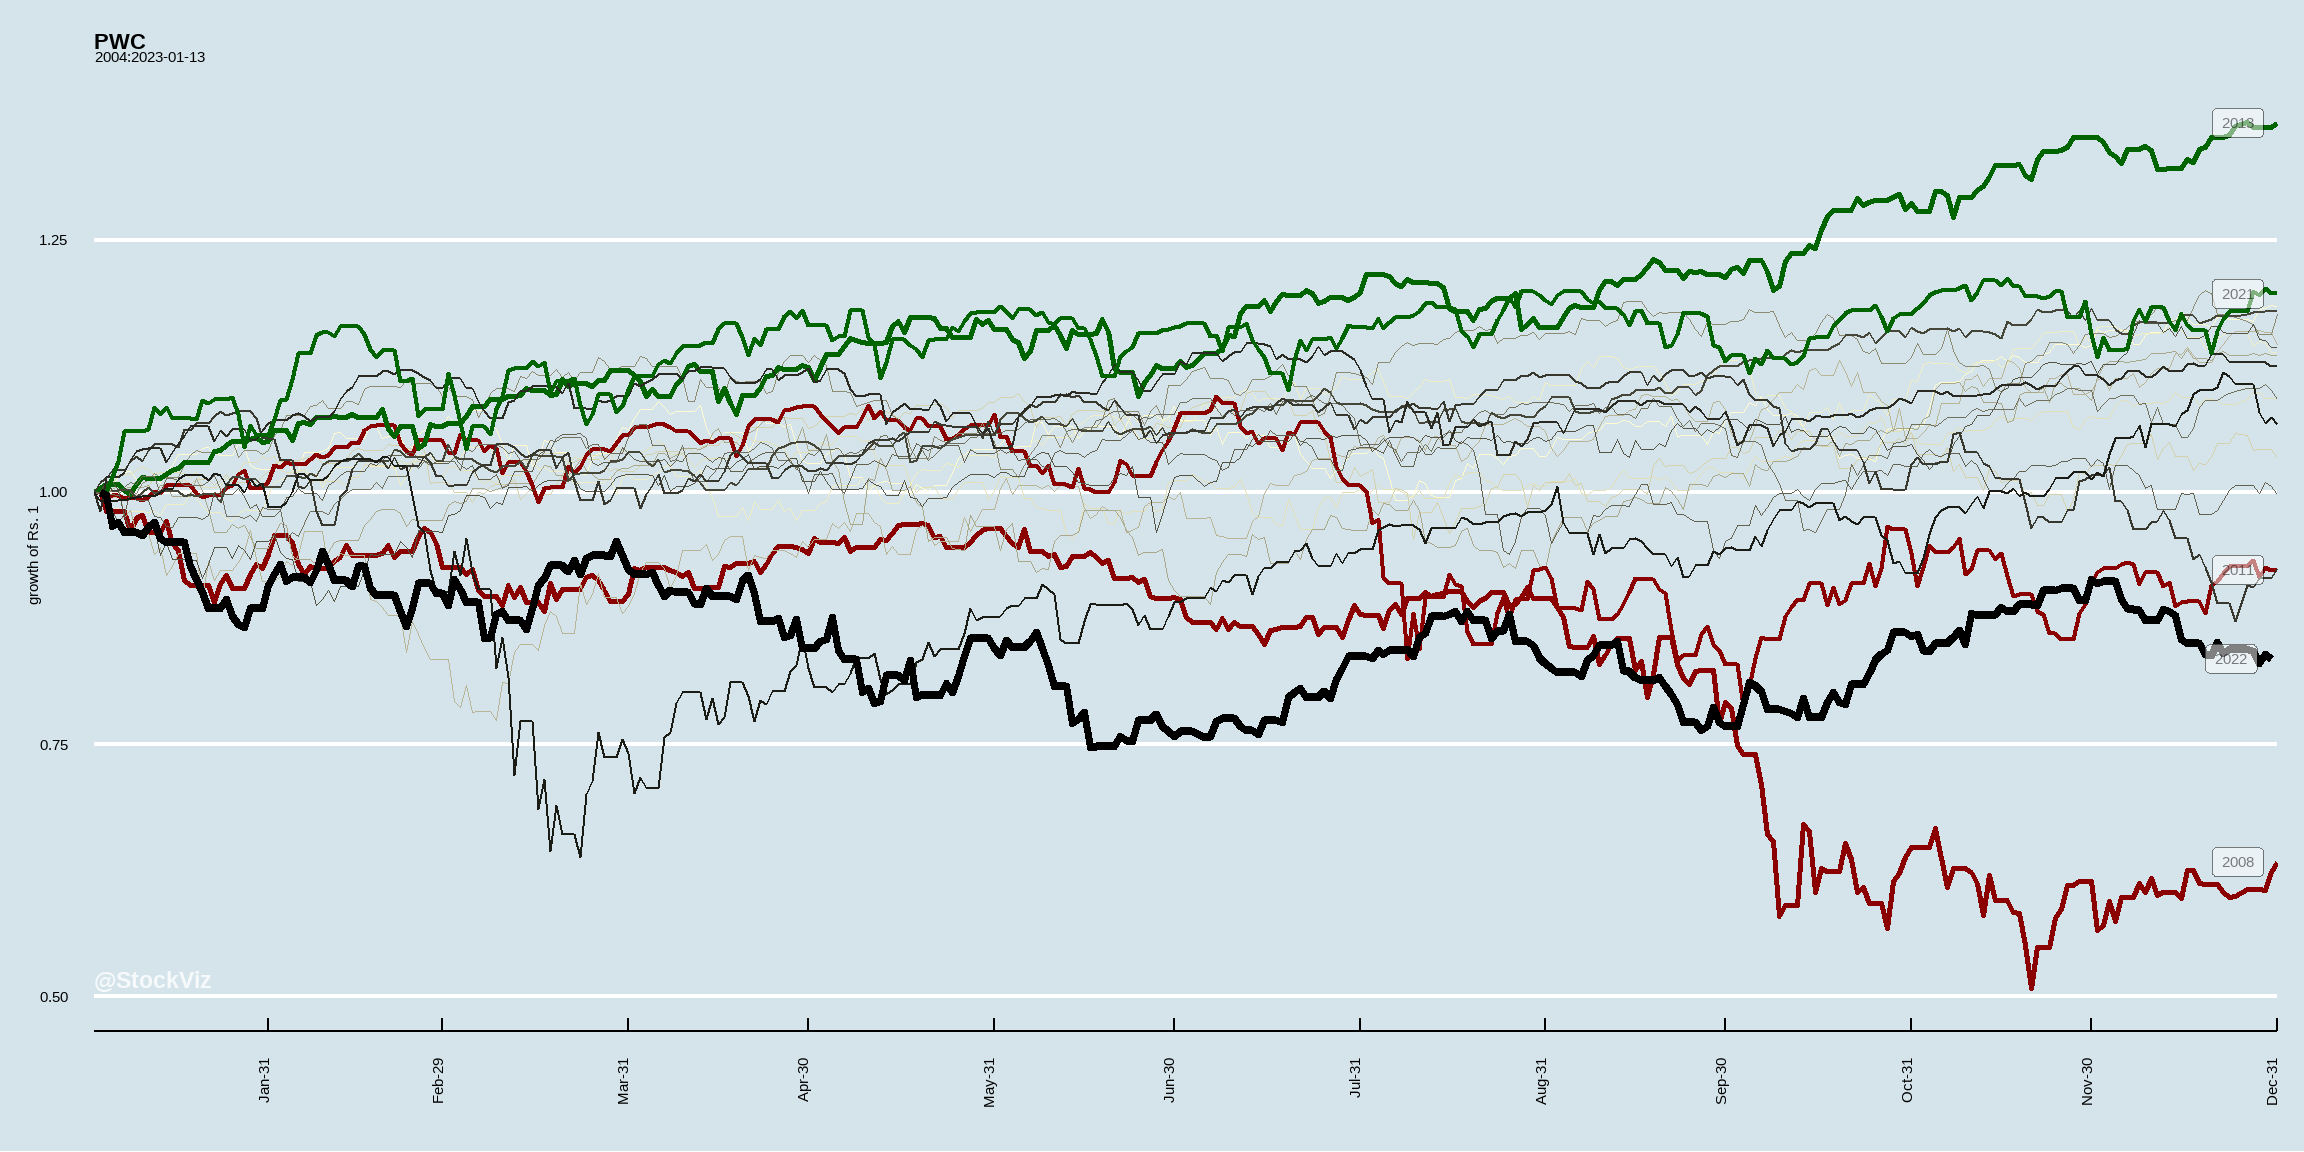 PWC
2004:2023-01-13
2013
1.25
2021
1.00
growth of Rs. 1
2011
2022
0.75
2008
@StockViz
0.50
Jan-31
Feb-29
Mar-31
Apr-30
May-31
Jun-30
Jul-31
Aug-31
Sep-30
Oct-31
Nov-30
Dec-31